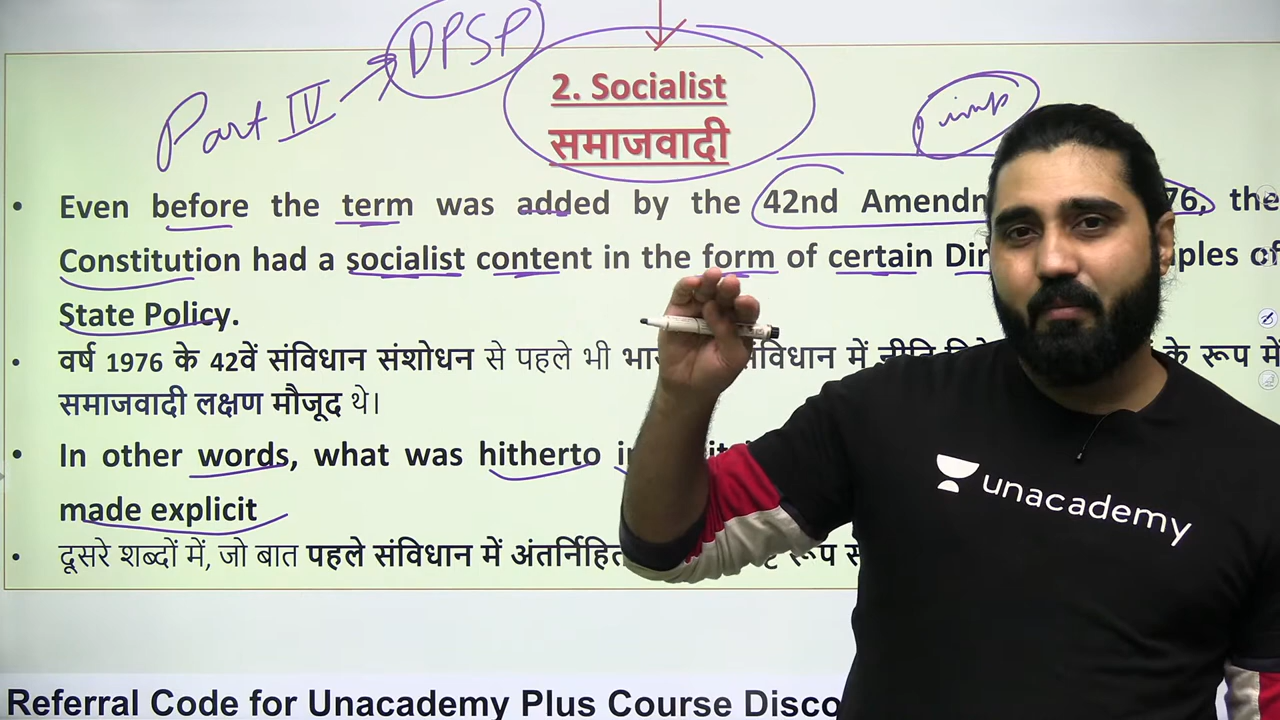 DPSP
Part IV
2. Socialist
imp
समाजवादी
Even before the term was added by the 42nd Amendn 76, the
Constitution had a socialist content in the form of certain Dir ples of
State Policy.
वर्ष 1976 के 42वें संविधान संशोधन से पहले भी भार विधान में नीति के रूप में
समाजवादी लक्षण मौजूद थे।
In other words, what was hitherto
made explicit
दूसरे शब्दों में, जो बात पहले संविधान में अंतर्निहित रूप
unacademy
Referral Code for Unacademy Plus Course Disco